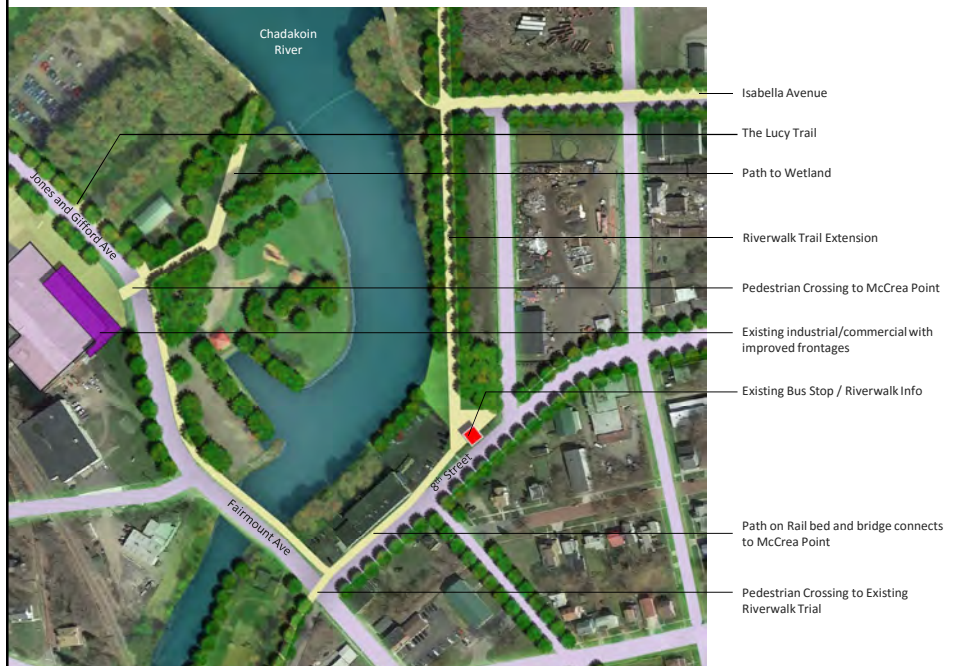 Chadakoin
River
Isabella Avenue
The Lucy Trail
Path to Wetland
Jones and Gifford Ave
Riverwalk Trail Extension
Pedestrian Crossing to McCrea Point
Existing industrial/commercial with
improved frontages
Existing Bus Stop / Riverwalk Info
8th Street
Fairmount Ave
Path on Rail bed and bridge connects
to McCrea Point
Pedestrian Crossing to Existing
Riverwalk Trial